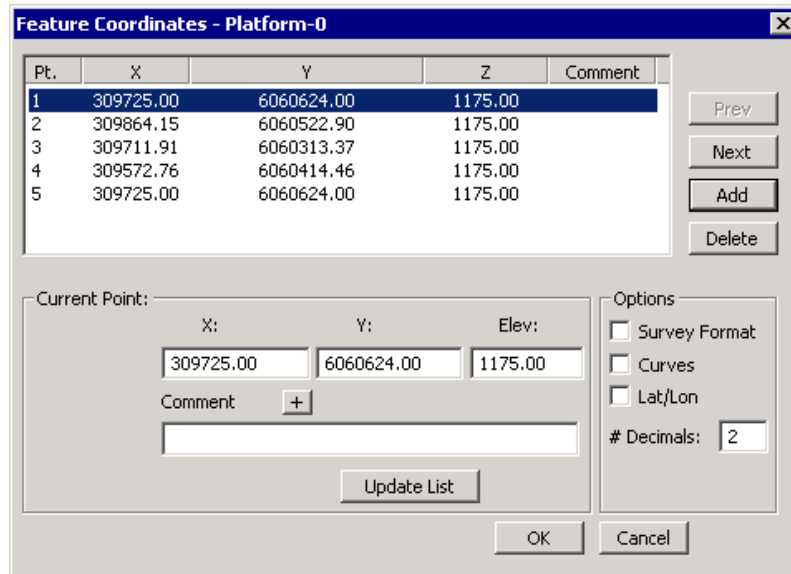 Feature Coordinates - Platform-0
Pt. X Y Z Comment
1 309725.00 6060624.00 1175.00
2 309864.15 6060522.90 1175.00
3 309711.91 6060313.37 1175.00
4 309572.76 6060414.46 1175.00
5 309725.00 6060624.00 1175.00
Prev
Next
Add
Delete
Current Point:
X: Y: Elev:
309725.00 6060624.00 1175.00
Comment +
Update List
Options
Survey Format
Curves
Lat/Lon
# Decimals: 2
OK Cancel